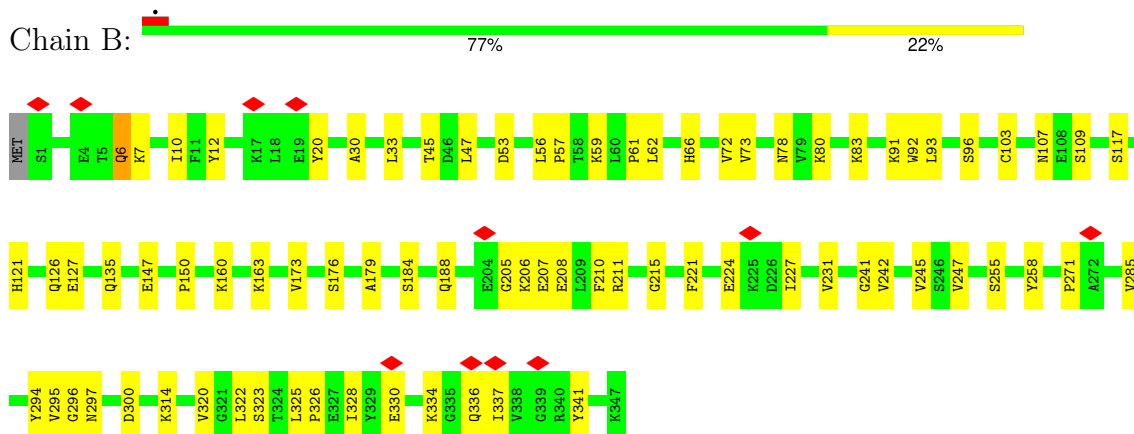 Chain B:
77% 22%
MET S1 E4 T5 Q6 K7 I10 F11 Y12 K17 L18 E19 Y20 A30 L33 T45 D46 L47 D53 L56 P57 T58 K59 L60 P61 L62 H66 V72 V73 N78 V79 K80 K83 K91 W92 L93 S96 C103 N107 E108 S109 S117
H121 Q126 E127 Q135 E147 P150 K160 K163 V173 S176 A179 S184 Q188 E204 G205 K206 E207 E208 L209 F210 R211 G215 F221 E224 K225 D226 I227 V231 G241 V242 V245 S246 V247 S255 Y258 P271 A272 V285
Y294 V295 G296 N297 D300 K314 V320 G321 L322 S323 T324 L325 P326 E327 I328 Y329 E330 K334 G335 Q336 I337 V338 G339 R340 Y341 K347